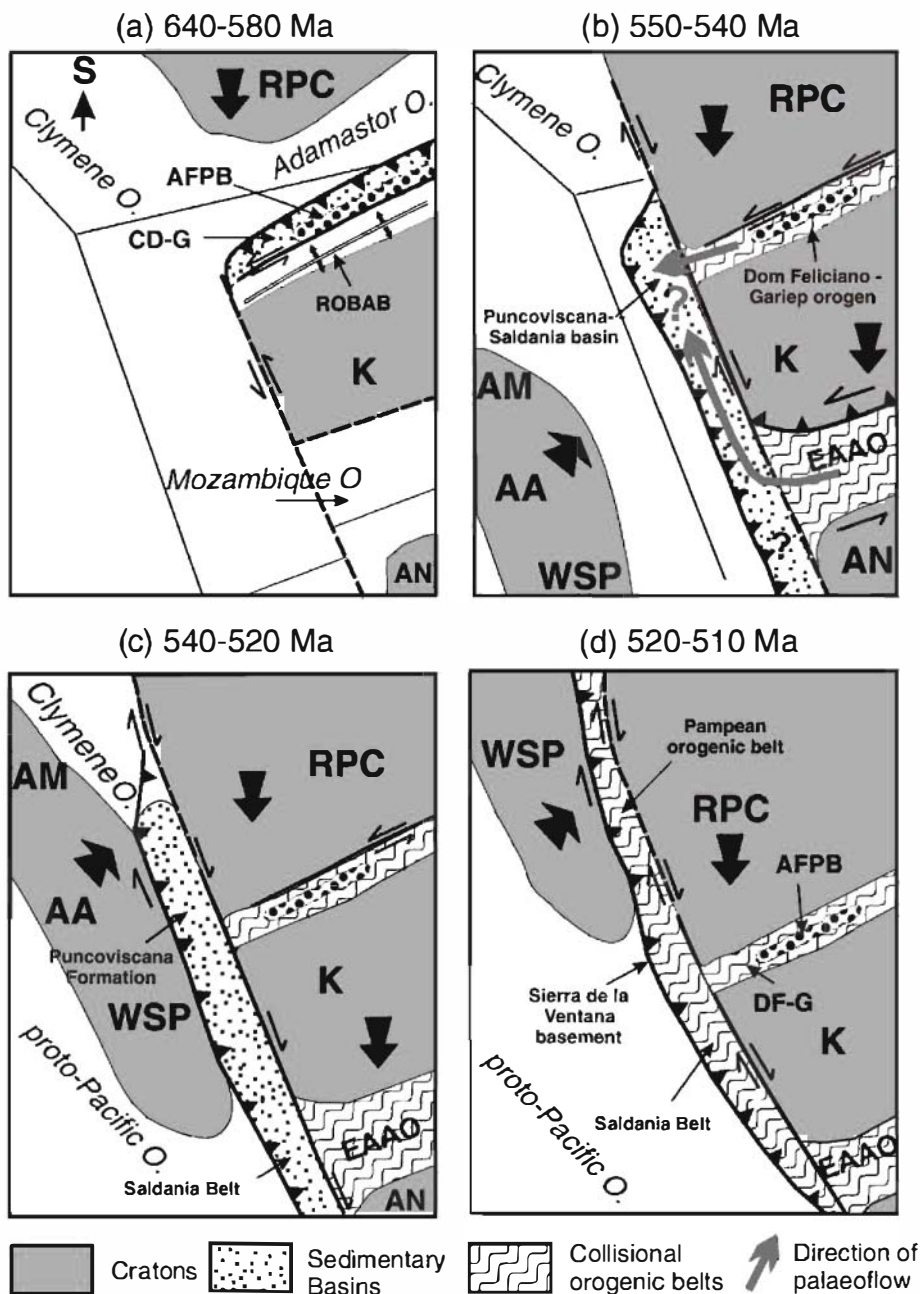 (a) 640-580 Ma
S
RPC
Clymene O.
Adamastor O.
AFPB
CD-G
ROBAB
K
Mozambique O
AN
(b) 550-540 Ma
Clymene O.
RPC
Dom Feliciano -
Gariep orogen
?
Puncoviscana-
Saldania basin
K
AM
EAAO
AA
?
AN
WSP
(c) 540-520 Ma
Clymene O.
AM
RPC
AA
Puncoviscana
Formation
K
WSP
proto-Pacific O.
EAAO
Saldania Belt
AN
(d) 520-510 Ma
WSP
Pampean
orogenic belt
RPC
AFPB
DF-G
Sierra de la
Ventana
basement
K
proto-Pacific O.
Saldania Belt
EAAO
Cratons
Sedimentary
Basins
Collisional
orogenic belts
Direction of
palaeoflow